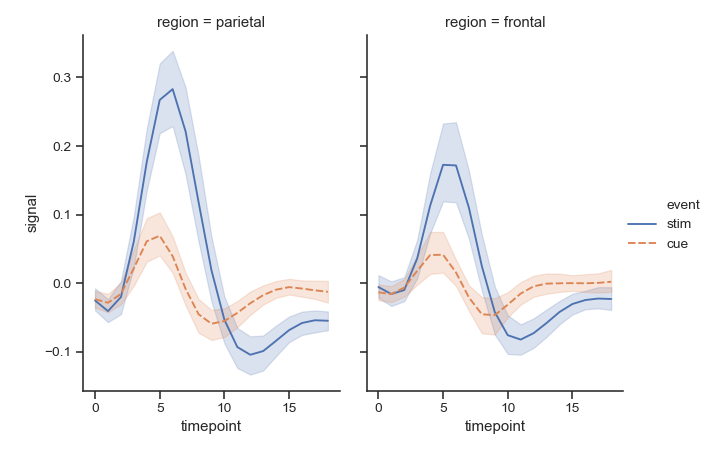 region = parietal
region = frontal
signal
0.3
0.2
0.1
0.0
−0.1
0
5
10
15
timepoint
0
5
10
15
timepoint
event
stim
cue